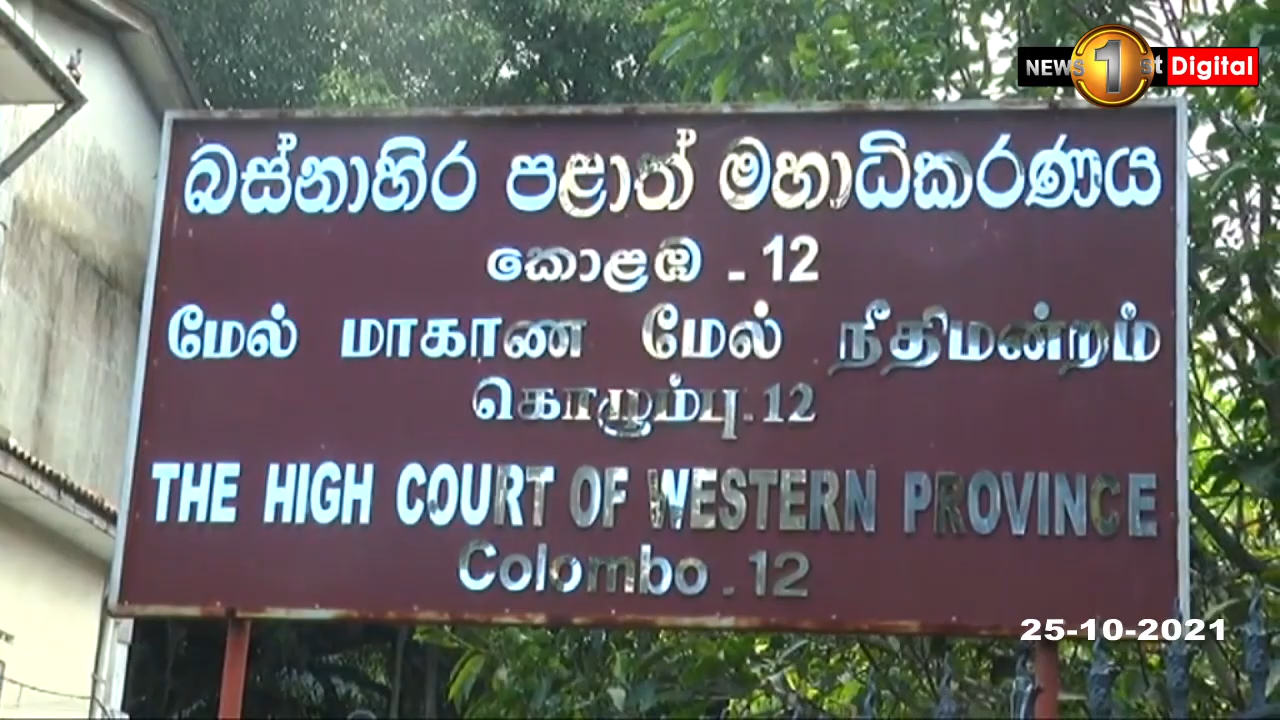 NEWS 1st Digital
බස්නාහිර පළාත් මහාධිකරණය
කොළඹ - 12
மேல் மாகாண மேல் நீதிமன்றம்
கொழும்பு.12
THE HIGH COURT OF WESTERN PROVINCE
Colombo . 12
25-10-2021